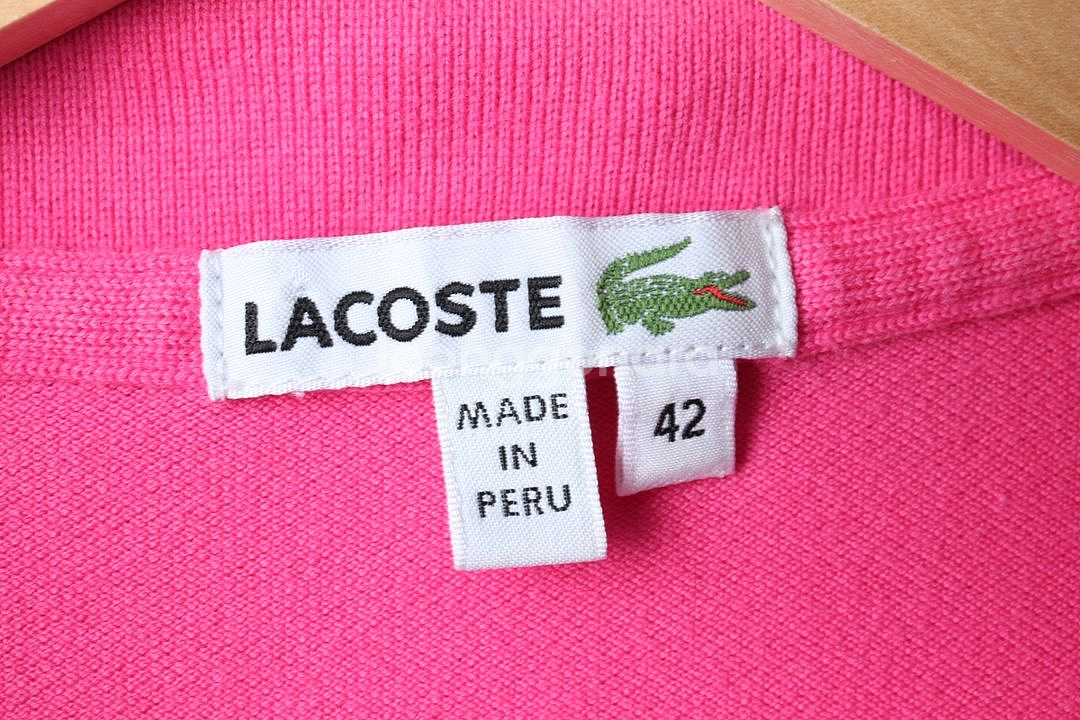 LACOSTE
MADE
IN
PERU
42